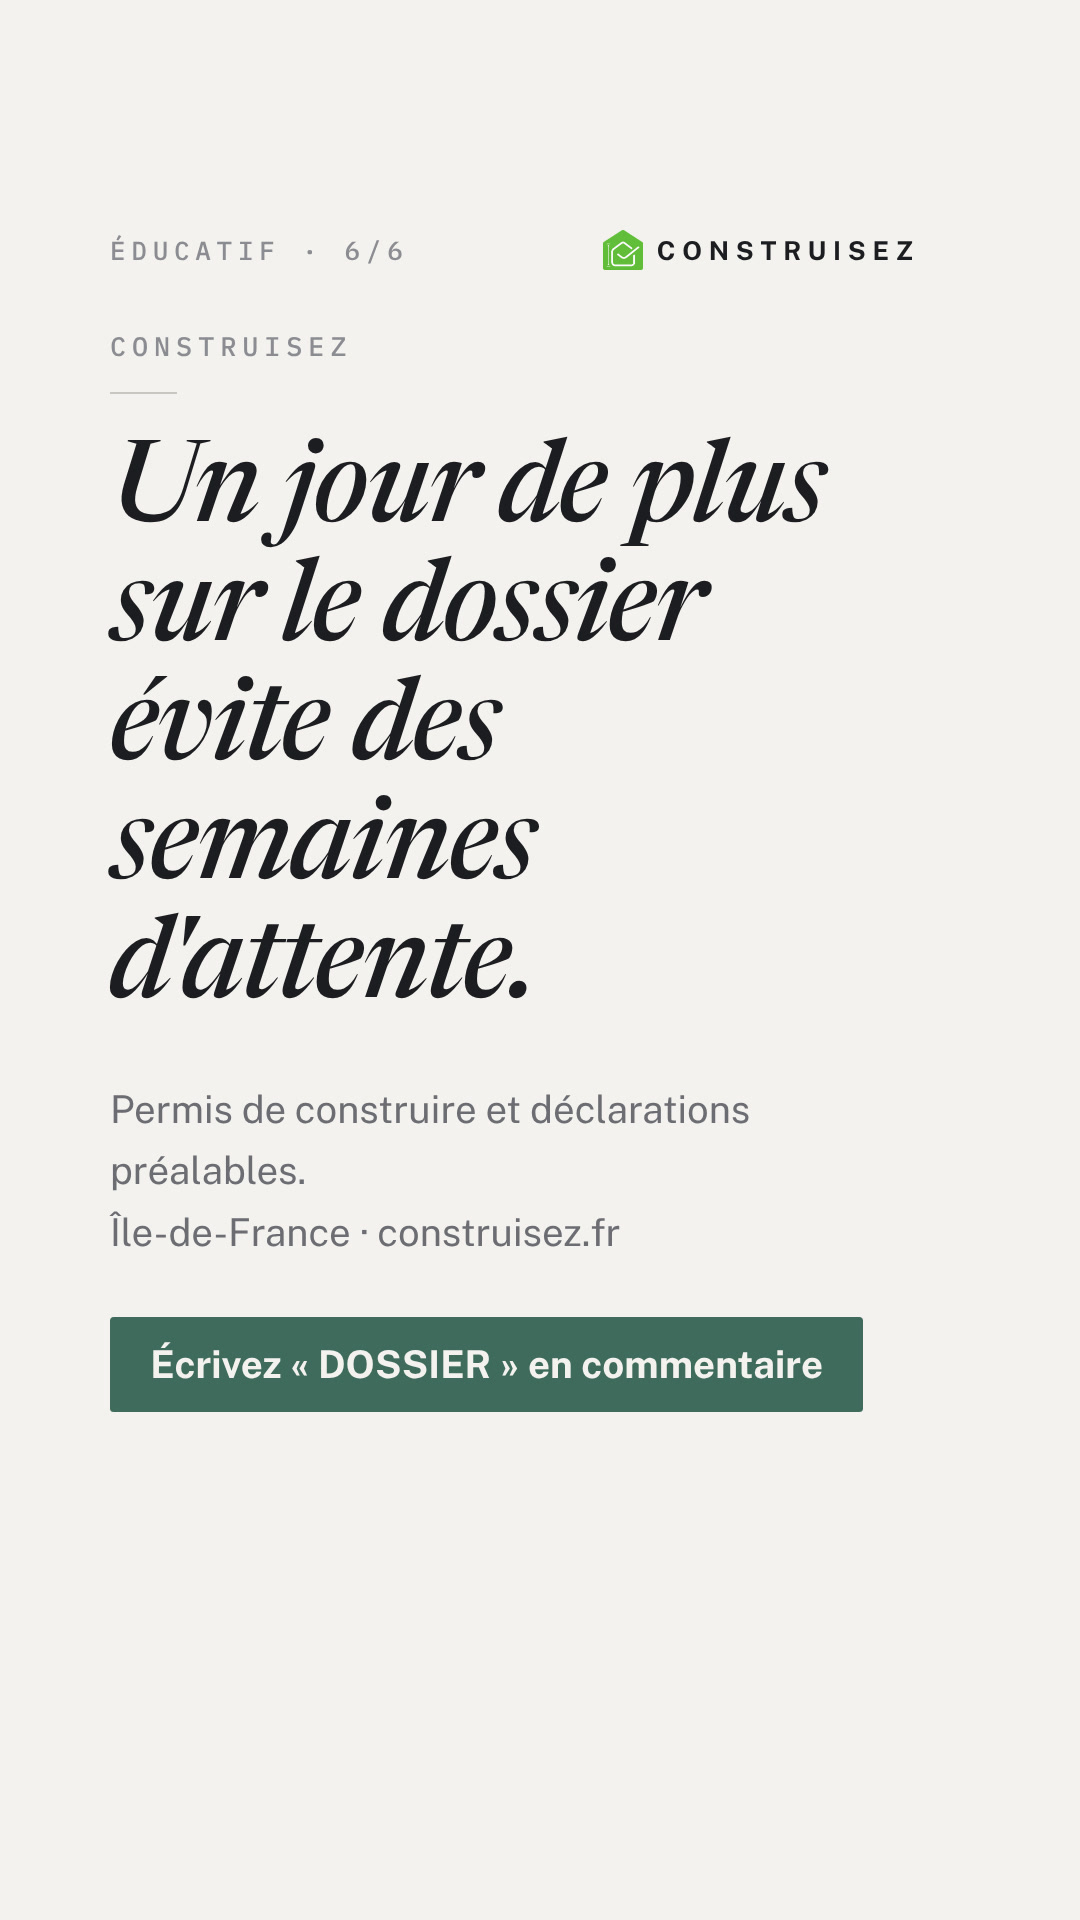 ÉDUCATIF · 6/6
CONSTRUISEZ
CONSTRUISEZ
Un jour de plus
sur le dossier
évite des
semaines
d'attente.
Permis de construire et déclarations
préalables.
Île-de-France · construisez.fr
Écrivez « DOSSIER » en commentaire